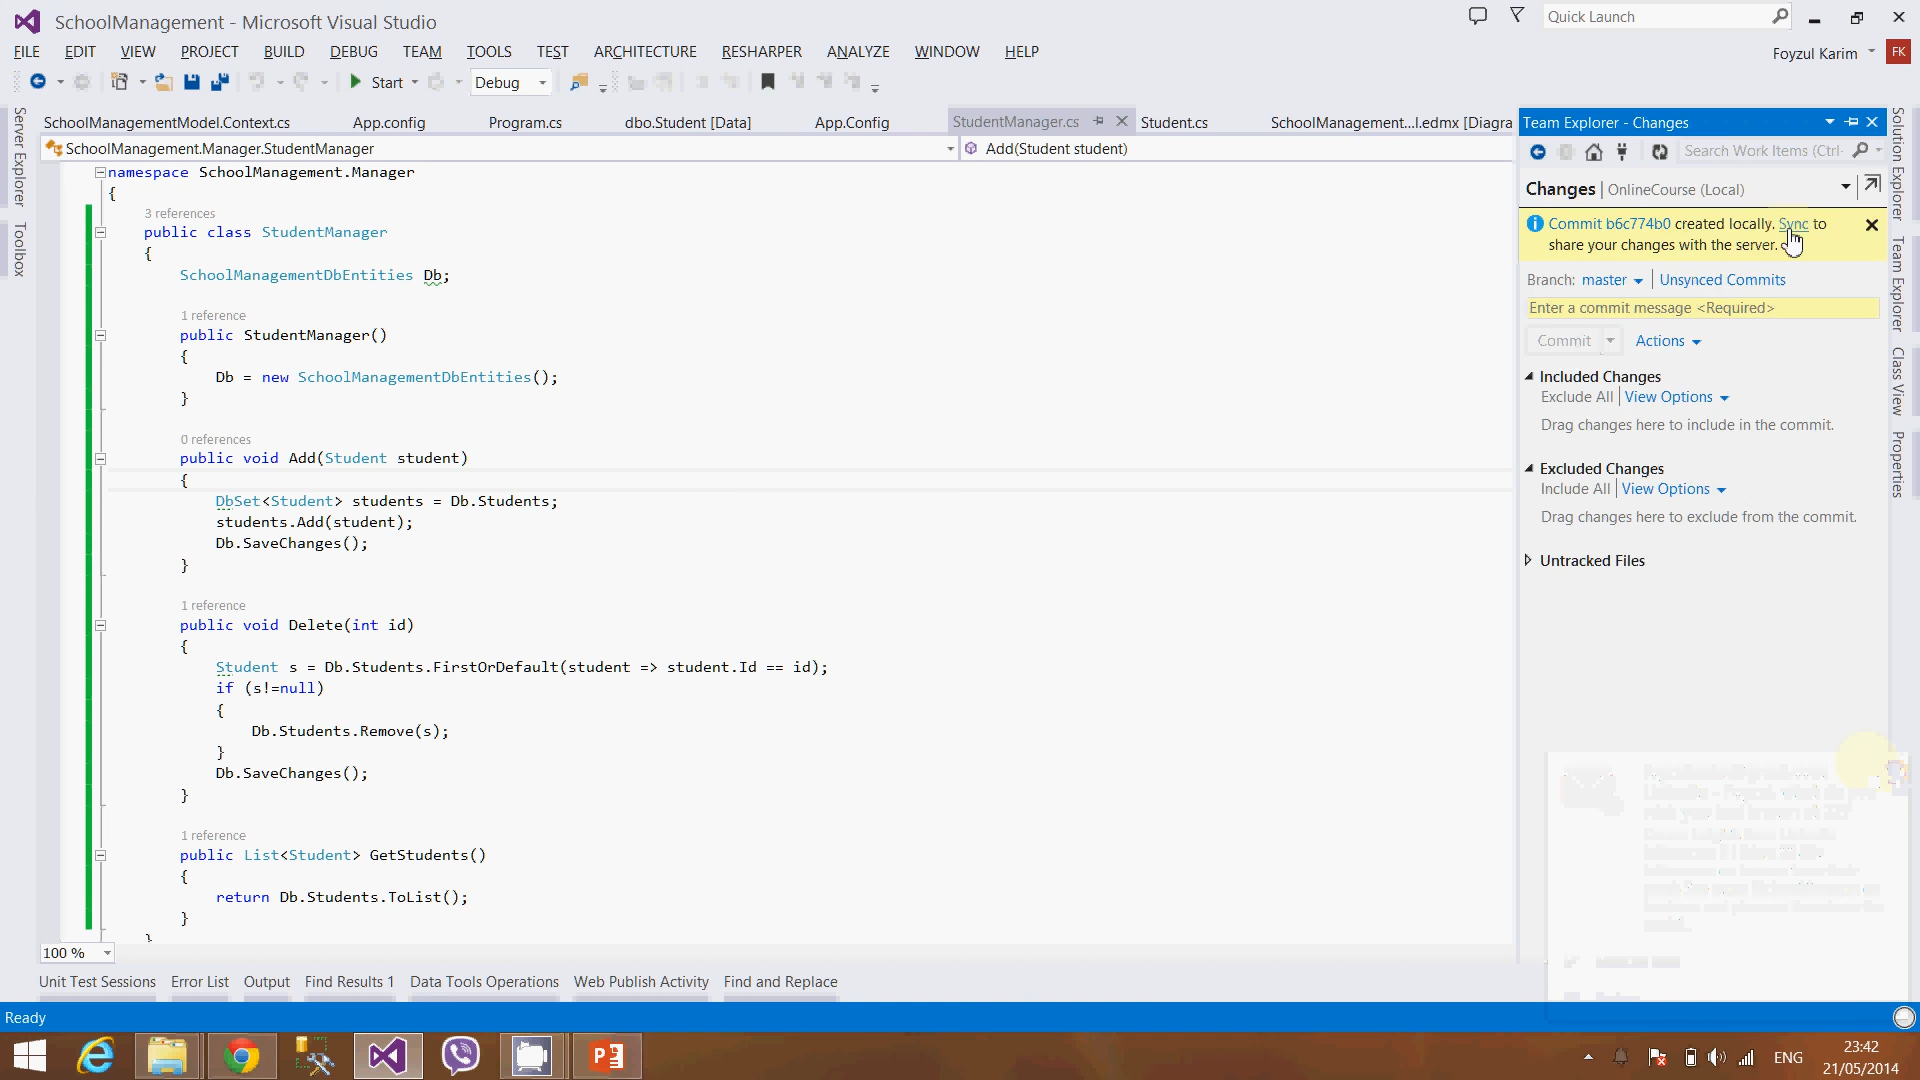 SchoolManagement - Microsoft Visual Studio
Quick Launch
FILE EDIT VIEW PROJECT BUILD DEBUG TEAM TOOLS TEST ARCHITECTURE RESHARPER ANALYZE WINDOW HELP
Foyzul Karim FK
Start Debug
SchoolManagementModel.Context.cs App.config Program.cs dbo.Student [Data] App.Config StudentManager.cs Student.cs SchoolManagement...l.edmx [Diagra
SchoolManagement.Manager.StudentManager Add(Student student)
Server Explorer
Toolbox
namespace SchoolManagement.Manager
{
3 references
public class StudentManager
{
SchoolManagementDbEntities Db;
1 reference
public StudentManager()
{
Db = new SchoolManagementDbEntities();
}
0 references
public void Add(Student student)
{
DbSet<Student> students = Db.Students;
students.Add(student);
Db.SaveChanges();
}
1 reference
public void Delete(int id)
{
Student s = Db.Students.FirstOrDefault(student => student.Id == id);
if (s!=null)
{
Db.Students.Remove(s);
}
Db.SaveChanges();
}
1 reference
public List<Student> GetStudents()
{
return Db.Students.ToList();
}
}
100 %
Team Explorer - Changes
Search Work Items (Ctrl-
Changes | OnlineCourse (Local)
Commit b6c774b0 created locally. Sync to
share your changes with the server.
Branch: master Unsynced Commits
Enter a commit message <Required>
Commit Actions
Included Changes
Exclude All View Options
Drag changes here to include in the commit.
Excluded Changes
Include All View Options
Drag changes here to exclude from the commit.
Untracked Files
Solution Explorer
Team Explorer
Class View
Properties
Unit Test Sessions Error List Output Find Results 1 Data Tools Operations Web Publish Activity Find and Replace
Ready
ENG
23:42
21/05/2014